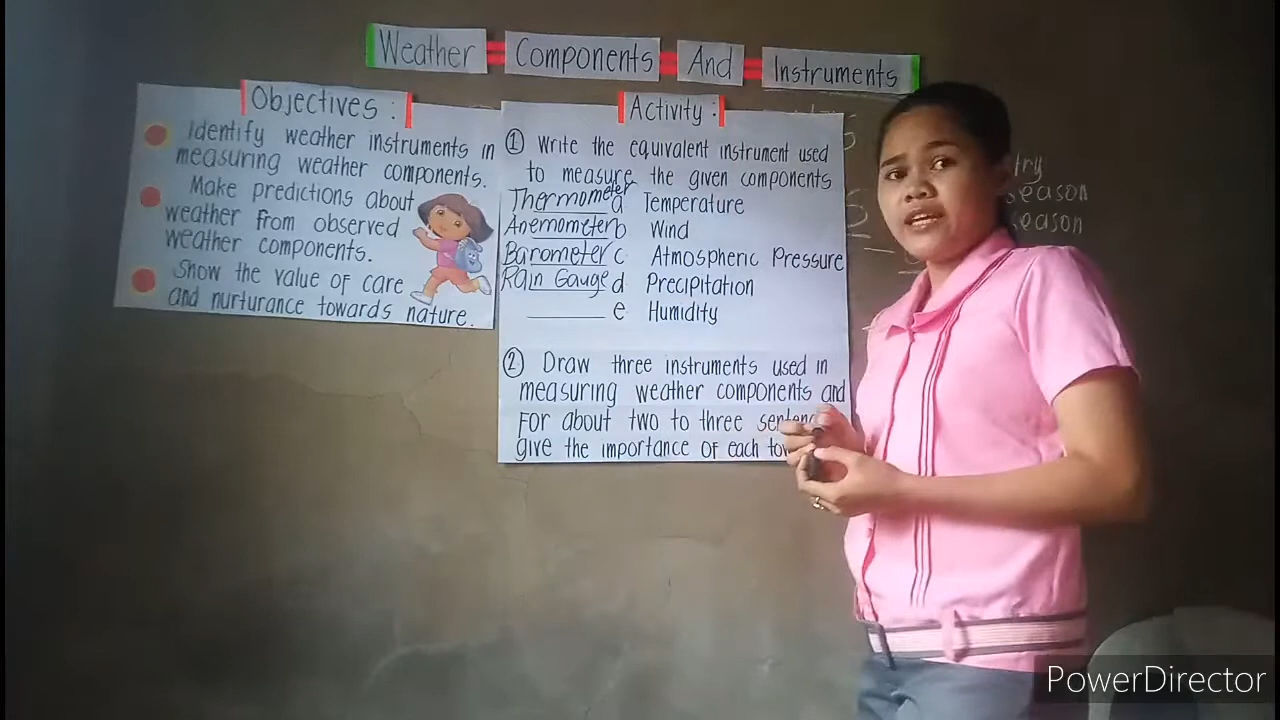 Weather Components And Instruments
Objectives :
Identify weather instruments in
measuring weather components.
Make predictions about
weather from observed
weather components.
Show the value of care
and nurturance towards nature.
Activity :
① Write the equivalent instrument used
to measure the given components
Thermometer a Temperature
Anemometer b Wind
Barometer c Atmospheric Pressure
Rain Gauge d Precipitation
________ e Humidity
② Draw three instruments used in
measuring weather components and
For about two to three
give the importance of each
season
season
PowerDirector